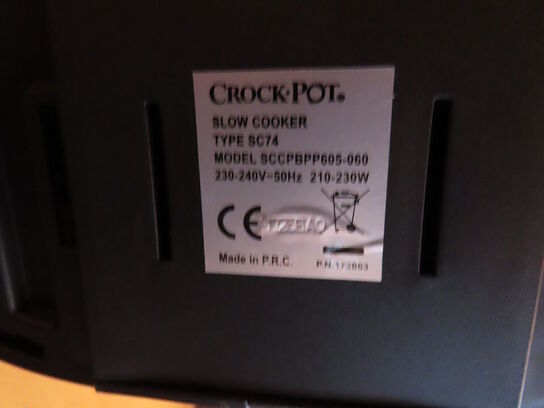 CROCK·POT®
SLOW COOKER
TYPE SC74
MODEL SCCPBPP605-060
230-240V~50Hz 210-230W
CE
Made in P.R.C.
P.N.172863